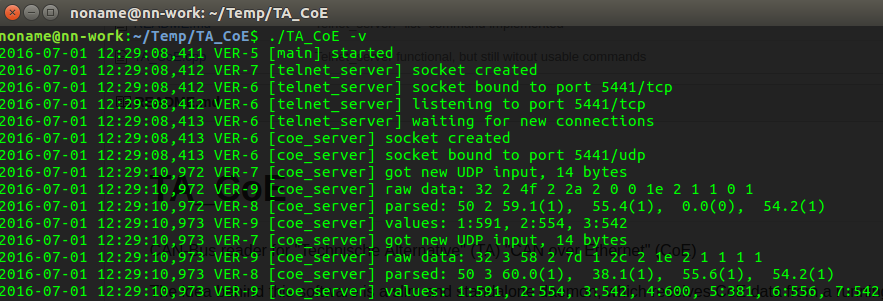 noname@nn-work: ~/Temp/TA_CoE
noname@nn-work:~/Temp/TA_CoE$ ./TA_CoE -v
2016-07-01 12:29:08,411 VER-5 [main] started
2016-07-01 12:29:08,412 VER-7 [telnet_server] socket created
2016-07-01 12:29:08,412 VER-6 [telnet_server] socket bound to port 5441/tcp
2016-07-01 12:29:08,412 VER-6 [telnet_server] listening to port 5441/tcp
2016-07-01 12:29:08,413 VER-6 [telnet_server] waiting for new connections
2016-07-01 12:29:08,413 VER-6 [coe_server] socket created
2016-07-01 12:29:08,413 VER-6 [coe_server] socket bound to port 5441/udp
2016-07-01 12:29:10,972 VER-7 [coe_server] got new UDP input, 14 bytes
2016-07-01 12:29:10,972 VER-9 [coe_server] raw data: 32 2 4f 2 2a 2 0 0 1e 2 1 1 0 1
2016-07-01 12:29:10,972 VER-8 [coe_server] parsed: 50 2 59.1(1), 55.4(1), 0.0(0), 54.2(1)
2016-07-01 12:29:10,973 VER-9 [coe_server] values: 1:591, 2:554, 3:542
2016-07-01 12:29:10,973 VER-7 [coe_server] got new UDP input, 14 bytes
2016-07-01 12:29:10,973 VER-9 [coe_server] raw data: 32 3 58 2 7d 1 2c 2 1e 2 1 1 1 1
2016-07-01 12:29:10,973 VER-8 [coe_server] parsed: 50 3 60.0(1), 38.1(1), 55.6(1), 54.2(1)
2016-07-01 12:29:10,973 VER-9 [coe_server] values: 1:591, 2:554, 3:542, 4:600, 5:381, 6:556, 7:542